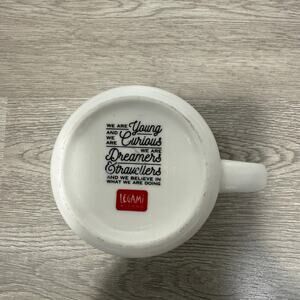 WE ARE Young
AND
WE
ARE Curious
WE ARE
Dreamers
& travellers
AND WE BELIEVE IN
WHAT WE ARE DOING
LEGAMI